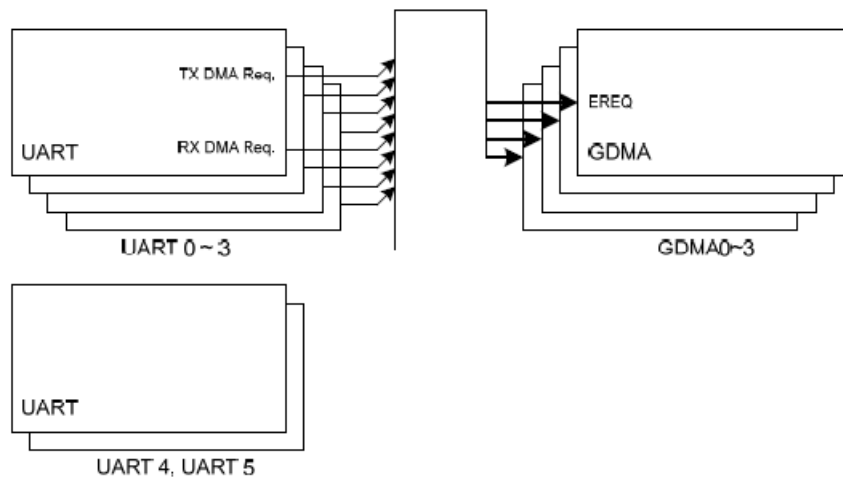 TX DMA Req.
EREQ
UART
RX DMA Req.
GDMA
UART 0 ~ 3
GDMA0~3
UART
UART 4, UART 5